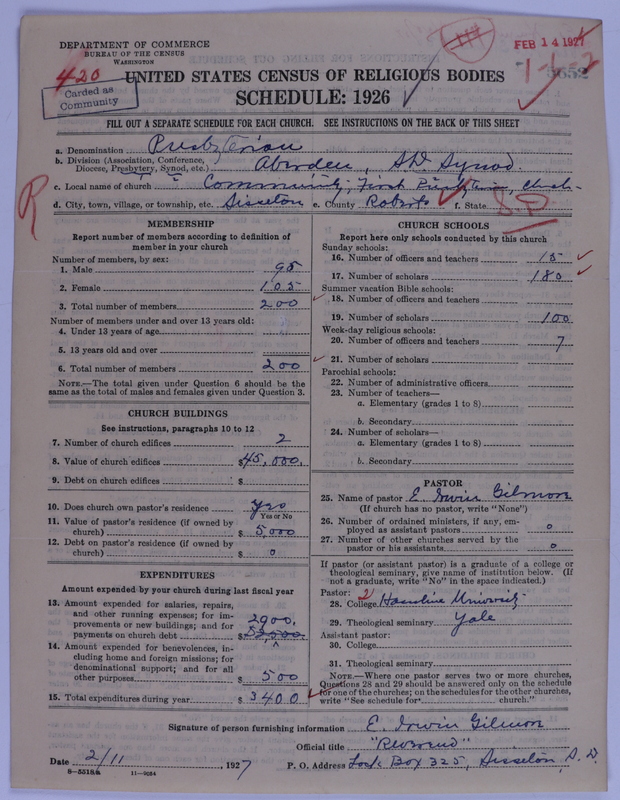 DEPARTMENT OF COMMERCE
BUREAU OF THE CENSUS
WASHINGTON
FEB 14 1927
420
Carded as
Community
UNITED STATES CENSUS OF RELIGIOUS BODIES
SCHEDULE: 1926
FILL OUT A SEPARATE SCHEDULE FOR EACH CHURCH. SEE INSTRUCTIONS ON THE BACK OF THIS SHEET
a. Denomination Presbyterian
b. Division (Association, Conference, Diocese, Presbytery, Synod, etc.) Aberdeen, S.D. Synod.
c. Local name of church Community, First Church
d. City, town, village, or township, etc. Sisseton e. County Roberts f. State SD
R
MEMBERSHIP
Report number of members according to definition of
member in your church
Number of members, by sex:
1. Male 95
2. Female 105
3. Total number of members 200
Number of members under and over 13 years old:
4. Under 13 years of age
5. 13 years old and over
6. Total number of members 200
NOTE.—The total given under Question 6 should be the
same as the total of males and females given under Question 3.
CHURCH BUILDINGS
See instructions, paragraphs 10 to 12
7. Number of church edifices 2
8. Value of church edifices $45,000.
9. Debt on church edifices $
10. Does church own pastor's residence yes
Yes or No
11. Value of pastor's residence (if owned by
church) $ 5,000
12. Debt on pastor's residence (if owned by
church) $ 0
EXPENDITURES
Amount expended by your church during last fiscal year
13. Amount expended for salaries, repairs,
and other running expenses; for im-
provements or new buildings; and for 2900.
payments on church debt $
14. Amount expended for benevolences, in-
cluding home and foreign missions; for
denominational support; and for all
other purposes $ 500
15. Total expenditures during year $ 3400
CHURCH SCHOOLS
Report here only schools conducted by this church
Sunday schools:
16. Number of officers and teachers 15
17. Number of scholars 180
Summer vacation Bible schools:
18. Number of officers and teachers
19. Number of scholars 100
Week-day religious schools:
20. Number of officers and teachers 7
21. Number of scholars
Parochial schools:
22. Number of administrative officers
23. Number of teachers—
a. Elementary (grades 1 to 8)
b. Secondary
24. Number of scholars—
a. Elementary (grades 1 to 8)
b. Secondary
PASTOR
25. Name of pastor E Irwin Gilmore
(If church has no pastor, write "None")
26. Number of ordained ministers, if any, em-
ployed as assistant pastors 0
27. Number of other churches served by the
pastor or his assistants 0
If pastor (or assistant pastor) is a graduate of a college or
theological seminary, give name of institution below. (If
not a graduate, write "No" in the space indicated.)
Pastor: 2
28. College Hamline University
29. Theological seminary Yale
Assistant pastor:
30. College
31. Theological seminary
NOTE.—Where one pastor serves two or more churches,
Questions 28 and 29 should be answered only on the schedule
for one of the churches; on the schedules for the other churches,
write "See schedule for church."
Signature of person furnishing information E Irwin Gilmore
Official title "Reverend"
Date 2/11, 1927 P. O. Address Lock Box 325, Sisseton S.D.
8-5518a 11-9254